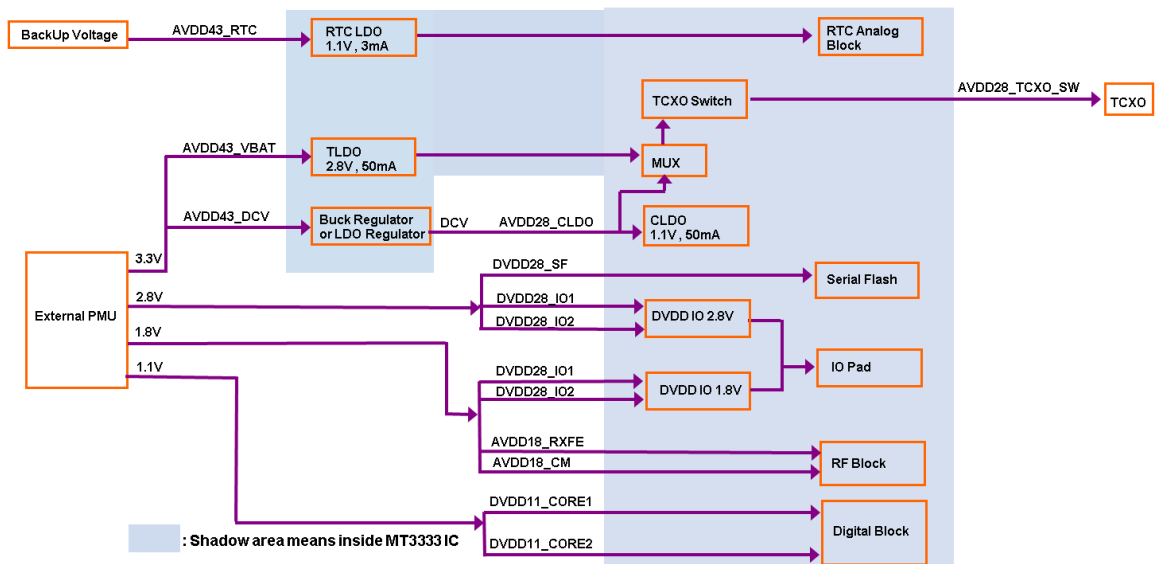 BackUp Voltage
AVDD43_RTC
RTC LDO
1.1V , 3mA
RTC Analog
Block
TCXO Switch
AVDD28_TCXO_SW
TCXO
AVDD43_VBAT
TLDO
2.8V , 50mA
MUX
AVDD43_DCV
Buck Regulator
or LDO Regulator
DCV
AVDD28_CLDO
CLDO
1.1V , 50mA
External PMU
3.3V
2.8V
1.8V
1.1V
DVDD28_SF
Serial Flash
DVDD28_IO1
DVDD28_IO2
DVDD IO 2.8V
IO Pad
DVDD28_IO1
DVDD28_IO2
DVDD IO 1.8V
AVDD18_RXFE
AVDD18_CM
RF Block
DVDD11_CORE1
DVDD11_CORE2
Digital Block
: Shadow area means inside MT3333 IC